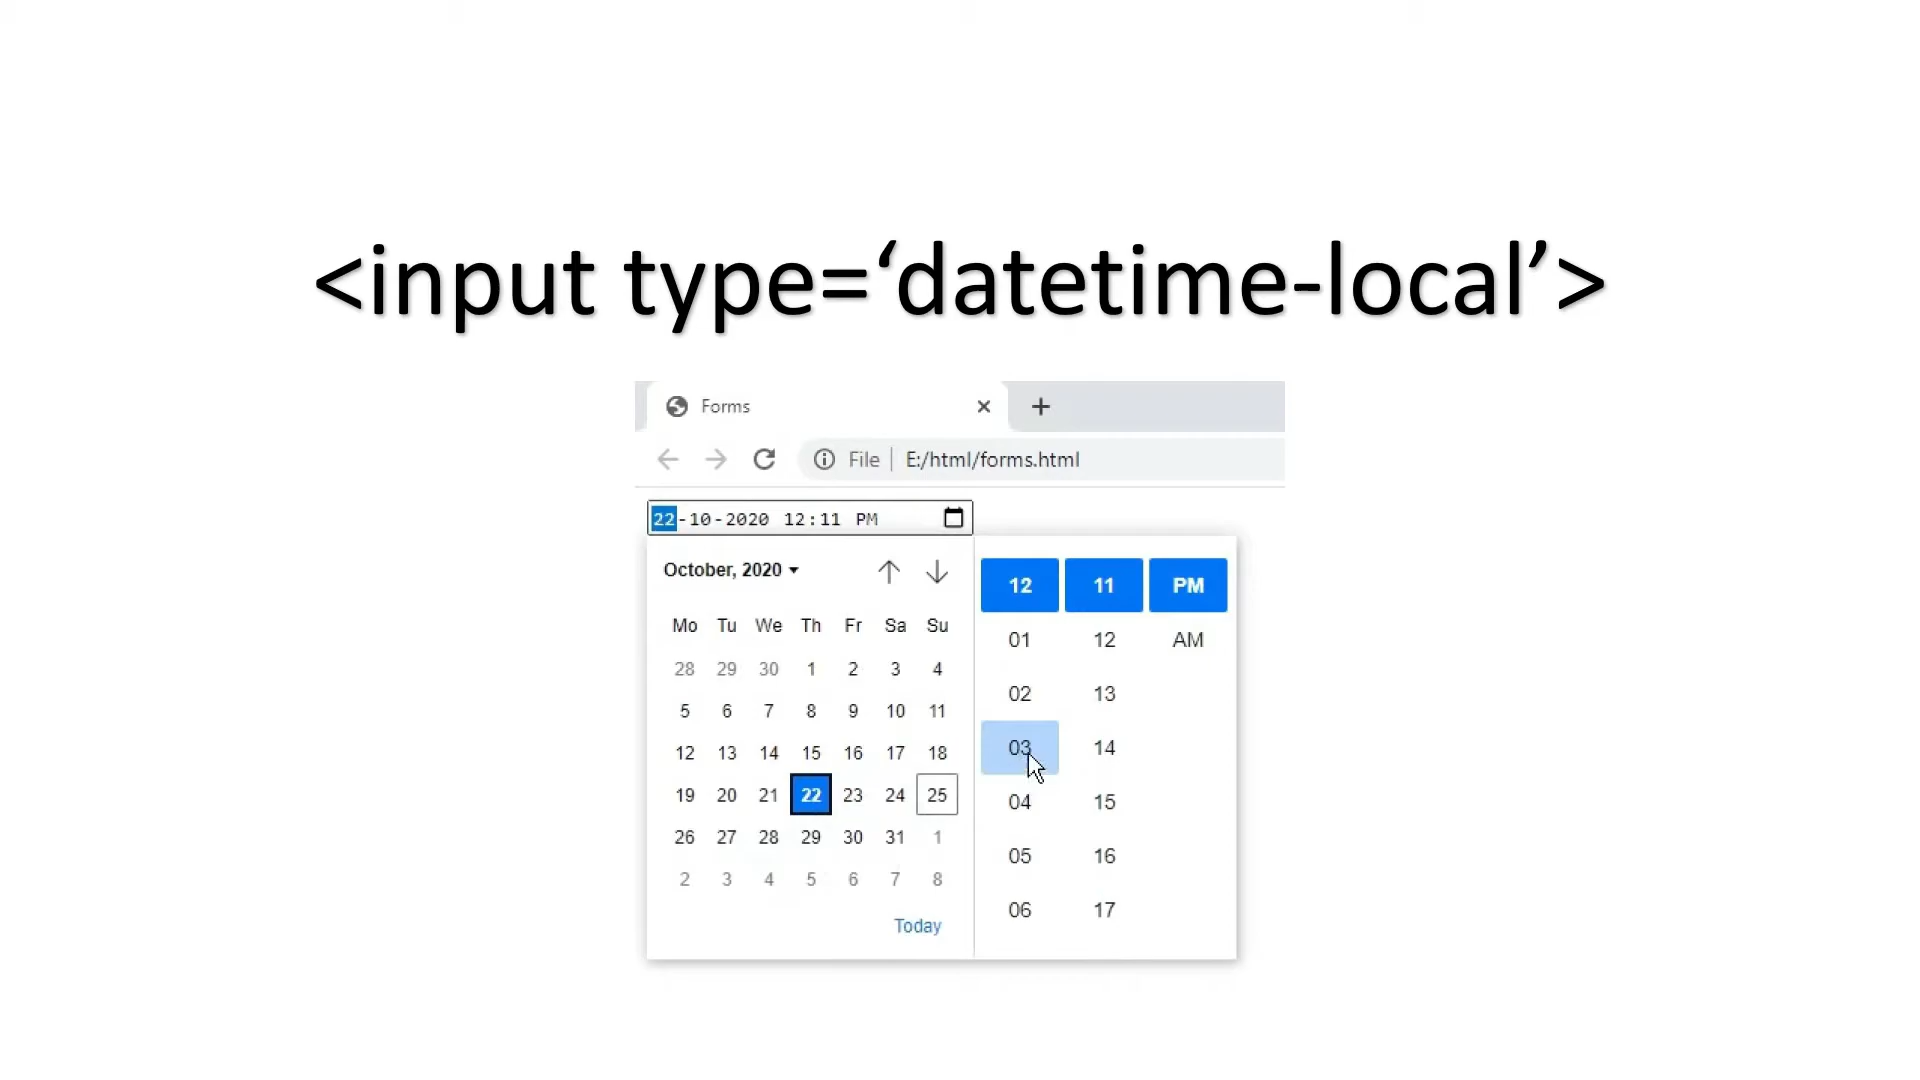 <input type=‘datetime-local’>
Forms
File E:/html/forms.html
22-10-2020 12:11 PM
October, 2020
Mo Tu We Th Fr Sa Su
28 29 30 1 2 3 4
5 6 7 8 9 10 11
12 13 14 15 16 17 18
19 20 21 22 23 24 25
26 27 28 29 30 31 1
2 3 4 5 6 7 8
Today
12 11 PM
01 12 AM
02 13
03 14
04 15
05 16
06 17